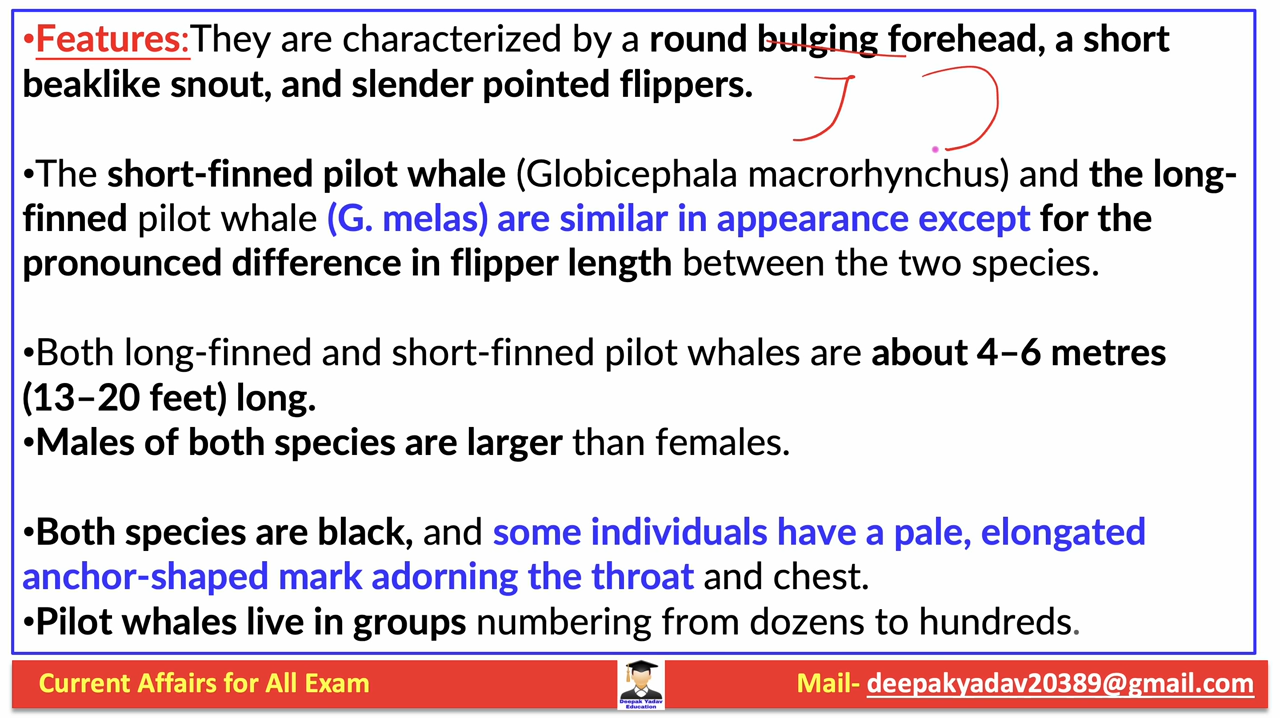 •Features:They are characterized by a round bulging forehead, a short
beaklike snout, and slender pointed flippers.
•The short-finned pilot whale (Globicephala macrorhynchus) and the long-
finned pilot whale (G. melas) are similar in appearance except for the
pronounced difference in flipper length between the two species.
•Both long-finned and short-finned pilot whales are about 4–6 metres
(13–20 feet) long.
•Males of both species are larger than females.
•Both species are black, and some individuals have a pale, elongated
anchor-shaped mark adorning the throat and chest.
•Pilot whales live in groups numbering from dozens to hundreds.
Current Affairs for All Exam
Deepak Yadav
Education
Mail- deepakyadav20389@gmail.com